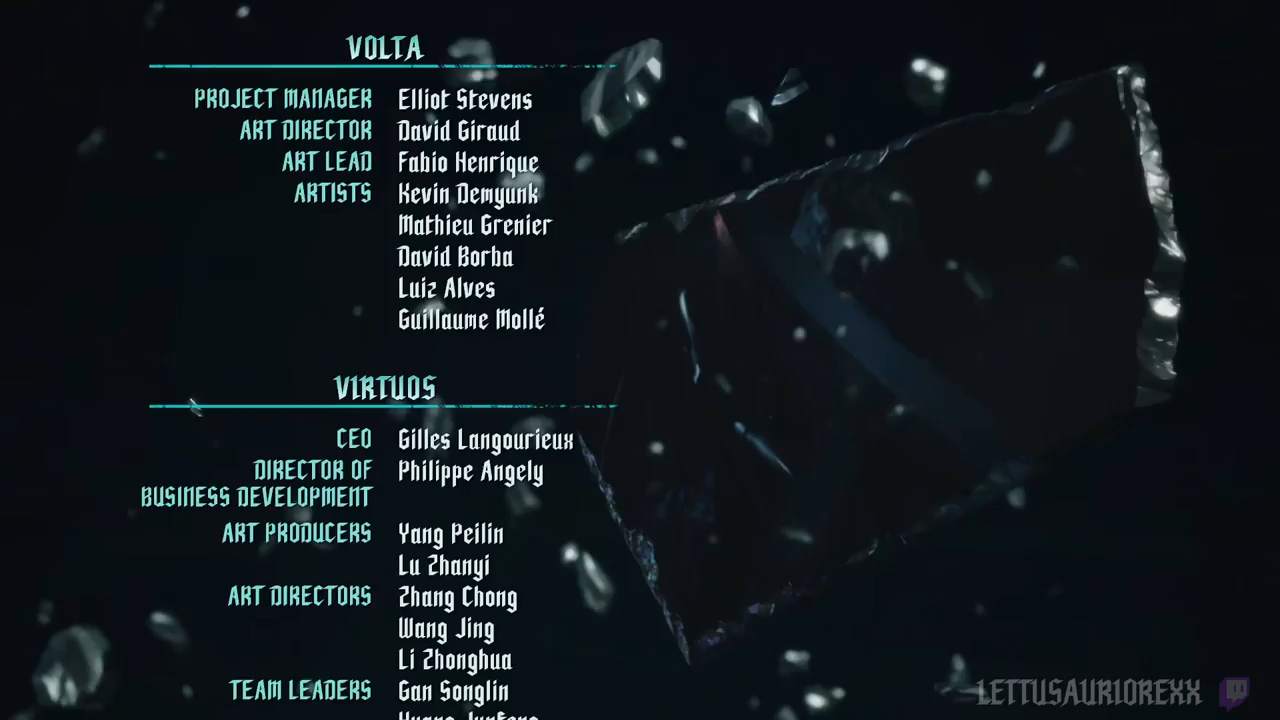 VOLTA
PROJECT MANAGER Elliot Stevens
ART DIRECTOR David Giraud
ART LEAD Fabio Henrique
ARTISTS Kevin Demyunk
Mathieu Grenier
David Borba
Luiz Alves
Guillaume Mollé
VIRTUOS
CEO Gilles Langourieux
DIRECTOR OF Philippe Angely
BUSINESS DEVELOPMENT
ART PRODUCERS Yang Peilin
Lu Zhanyi
ART DIRECTORS Zhang Chong
Wang Jing
Li Zhonghua
TEAM LEADERS Gan Songlin
LETTUSAURIOREXX